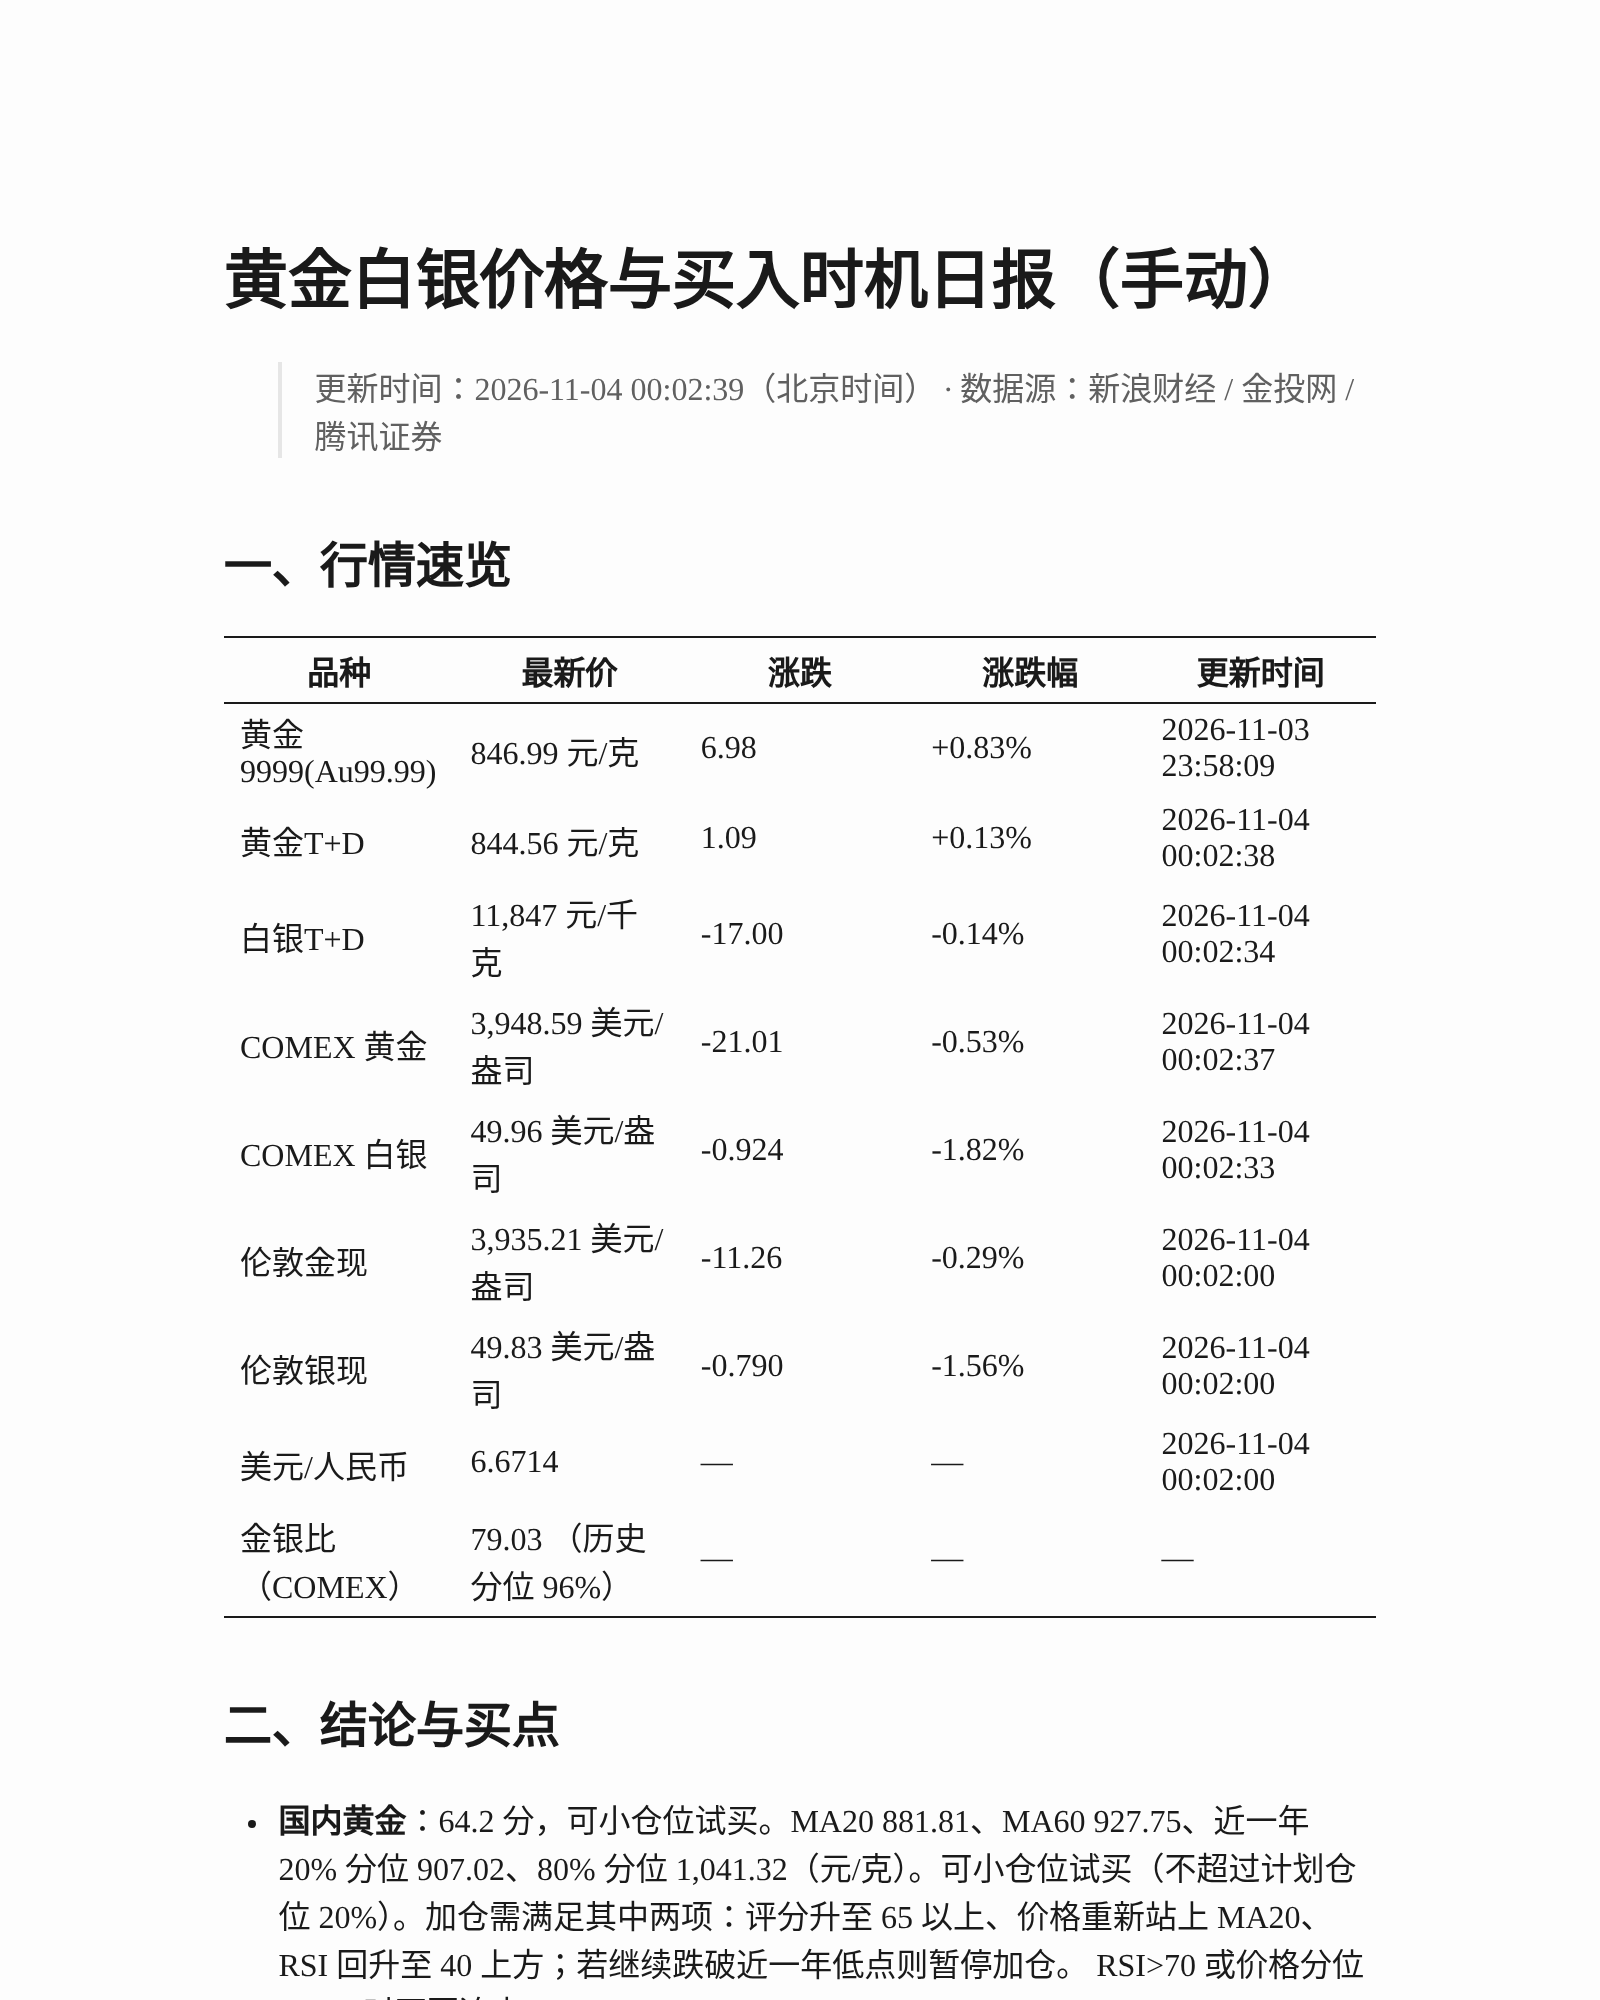 黄金白银价格与买入时机日报（手动）
更新时间：2026-11-04 00:02:39（北京时间） · 数据源：新浪财经 / 金投网 /
腾讯证券
一、行情速览
品种 最新价 涨跌 涨跌幅 更新时间
黄金
9999(Au99.99) 846.99 元/克 6.98 +0.83% 2026-11-03
23:58:09
黄金T+D 844.56 元/克 1.09 +0.13% 2026-11-04
00:02:38
白银T+D 11,847 元/千
克 -17.00 -0.14% 2026-11-04
00:02:34
COMEX 黄金 3,948.59 美元/
盎司 -21.01 -0.53% 2026-11-04
00:02:37
COMEX 白银 49.96 美元/盎
司 -0.924 -1.82% 2026-11-04
00:02:33
伦敦金现 3,935.21 美元/
盎司 -11.26 -0.29% 2026-11-04
00:02:00
伦敦银现 49.83 美元/盎
司 -0.790 -1.56% 2026-11-04
00:02:00
美元/人民币 6.6714 — — 2026-11-04
00:02:00
金银比
（COMEX） 79.03 （历史
分位 96%） — — —
二、结论与买点
• 国内黄金：64.2 分，可小仓位试买。MA20 881.81、MA60 927.75、近一年
20% 分位 907.02、80% 分位 1,041.32（元/克）。可小仓位试买（不超过计划仓
位 20%）。加仓需满足其中两项：评分升至 65 以上、价格重新站上 MA20、
RSI 回升至 40 上方；若继续跌破近一年低点则暂停加仓。 RSI>70 或价格分位